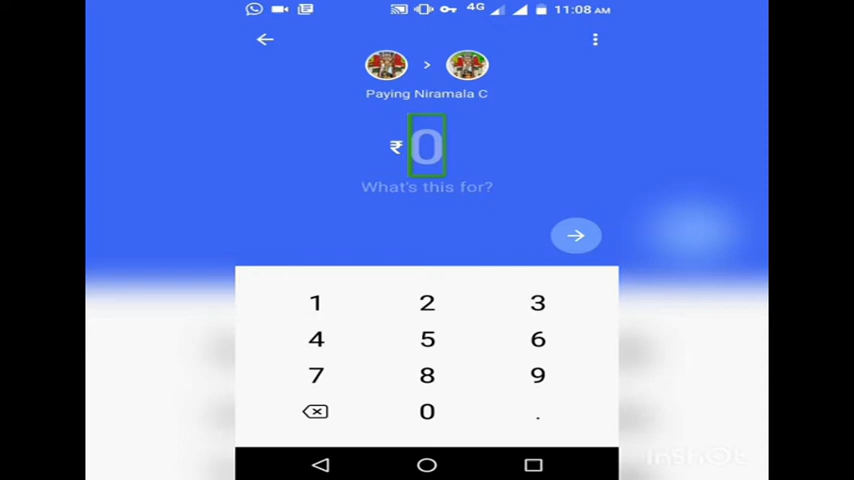 4G 11:08 AM
Paying Niramala C
₹ 0
What's this for?
1 2 3
4 5 6
7 8 9
0 .
InShOt